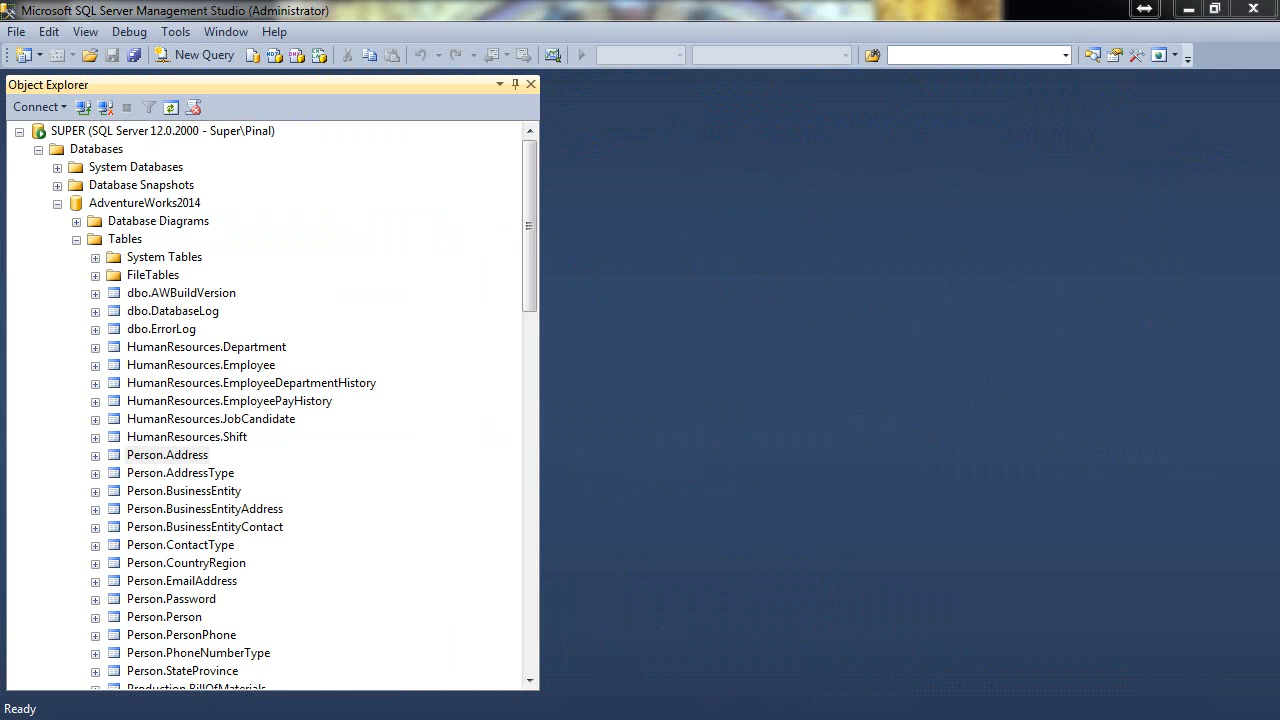 Microsoft SQL Server Management Studio (Administrator)
File Edit View Debug Tools Window Help
New Query
Object Explorer
Connect
SUPER (SQL Server 12.0.2000 - Super\Pinal)
Databases
System Databases
Database Snapshots
AdventureWorks2014
Database Diagrams
Tables
System Tables
FileTables
dbo.AWBuildVersion
dbo.DatabaseLog
dbo.ErrorLog
HumanResources.Department
HumanResources.Employee
HumanResources.EmployeeDepartmentHistory
HumanResources.EmployeePayHistory
HumanResources.JobCandidate
HumanResources.Shift
Person.Address
Person.AddressType
Person.BusinessEntity
Person.BusinessEntityAddress
Person.BusinessEntityContact
Person.ContactType
Person.CountryRegion
Person.EmailAddress
Person.Password
Person.Person
Person.PersonPhone
Person.PhoneNumberType
Person.StateProvince
Production.BillOfMaterials
Ready